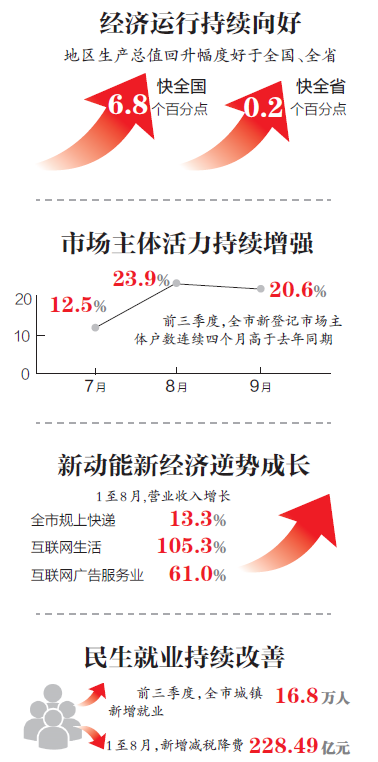 经济运行持续向好
地区生产总值回升幅度好于全国、全省
6.8 快全国
个百分点
0.2 快全省
个百分点
市场主体活力持续增强
20
10
0
12.5%
23.9%
20.6%
前三季度,全市新登记市场主
体户数连续四个月高于去年同期
7月
8月
9月
新动能新经济逆势成长
1至8月,营业收入增长
全市规上快递 13.3%
互联网生活 105.3%
互联网广告服务业 61.0%
民生就业持续改善
前三季度,全市城镇
新增就业
16.8万人
1至8月,新增减税降费 228.49亿元